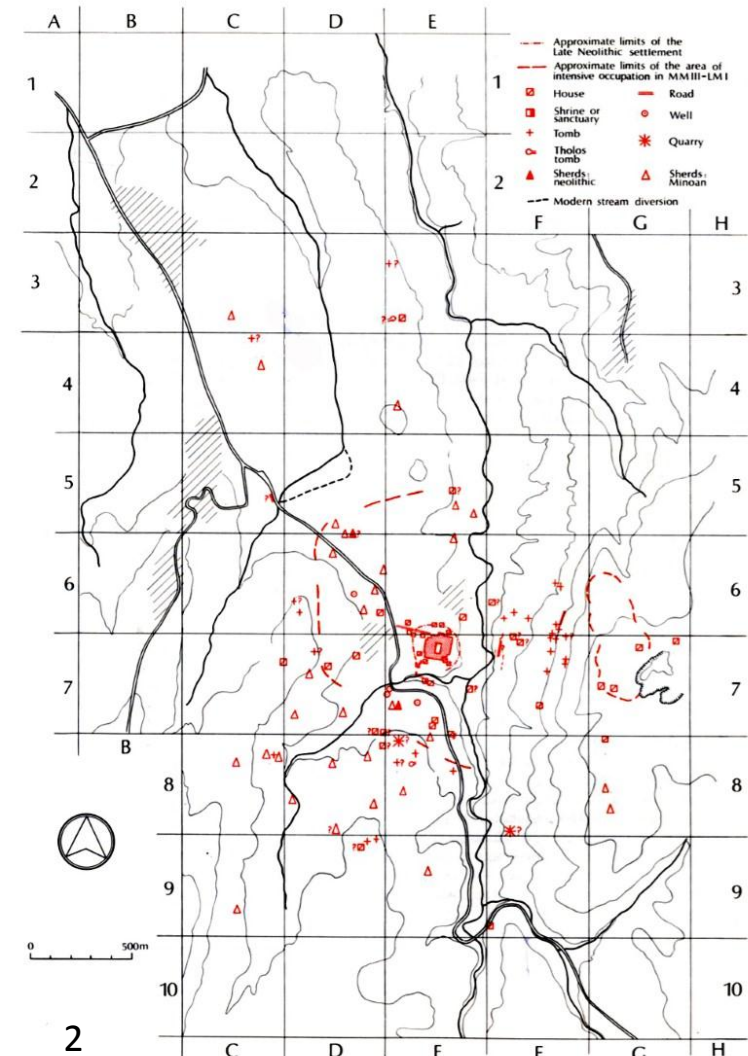 A B C D E
1 1
Approximate limits of the
Late Neolithic settlement
Approximate limits of the area of
intensive occupation in MMIII-LMI
House Road
Shrine or
sanctuary Well
Tomb Quarry
Tholos
tomb
Sherds:
neolithic
Sherds:
Minoan
Modern stream diversion
2 2
F G H
3 3
4 4
5 5
6 6
7 7
B
8 8
9 9
0 500m
10 10
2
C D E F G H